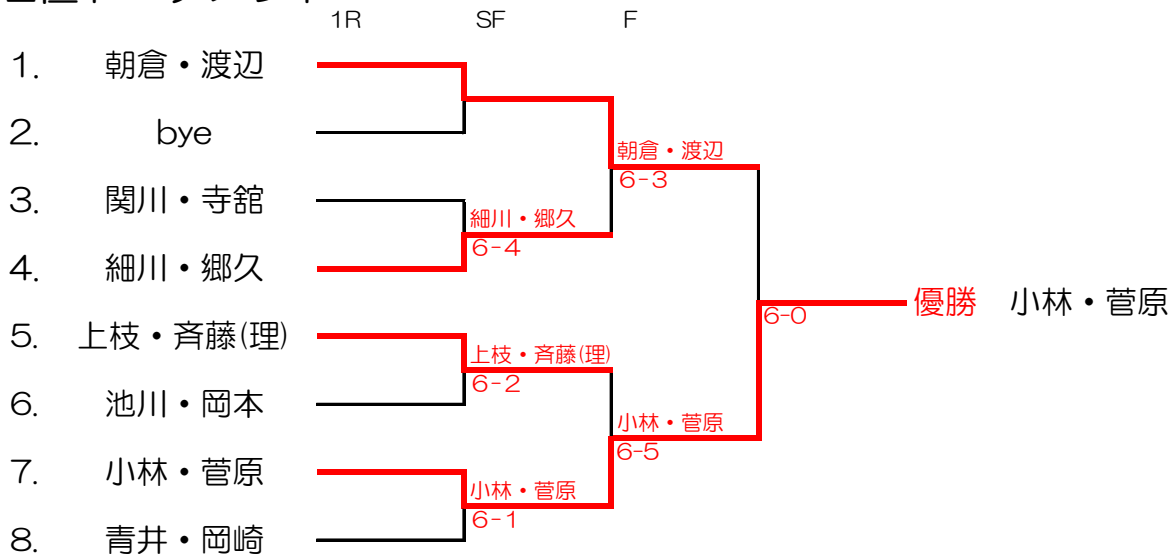 1R SF F
1. 朝倉・渡辺
2. bye
朝倉・渡辺
6-3
3. 関川・寺舘
細川・郷久
6-4
4. 細川・郷久
優勝 小林・菅原
6-0
5. 上枝・斉藤(理)
上枝・斉藤(理)
6-2
6. 池川・岡本
小林・菅原
6-5
7. 小林・菅原
小林・菅原
6-1
8. 青井・岡崎